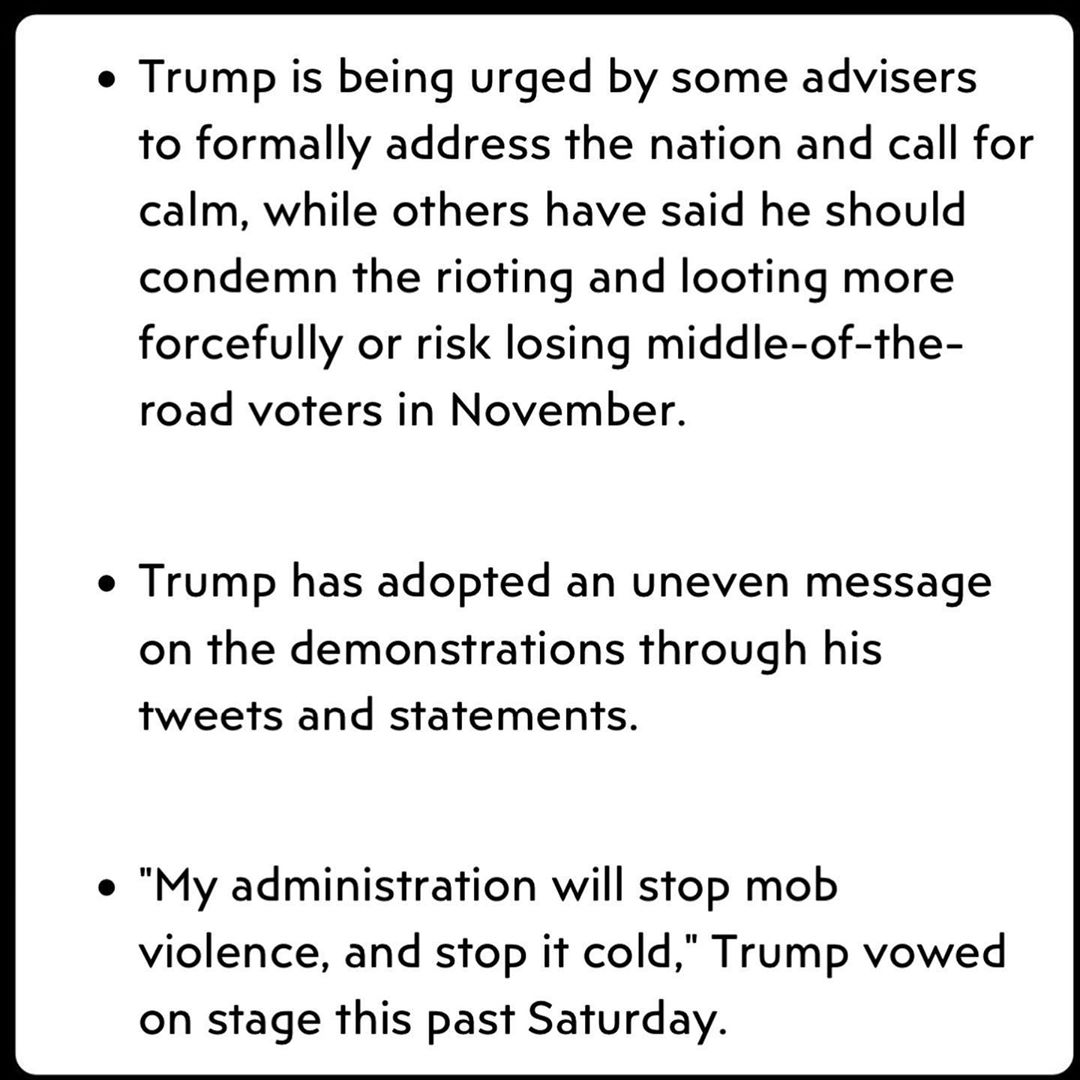 • Trump is being urged by some advisers
to formally address the nation and call for
calm, while others have said he should
condemn the rioting and looting more
forcefully or risk losing middle-of-the-
road voters in November.
• Trump has adopted an uneven message
on the demonstrations through his
tweets and statements.
• "My administration will stop mob
violence, and stop it cold," Trump vowed
on stage this past Saturday.